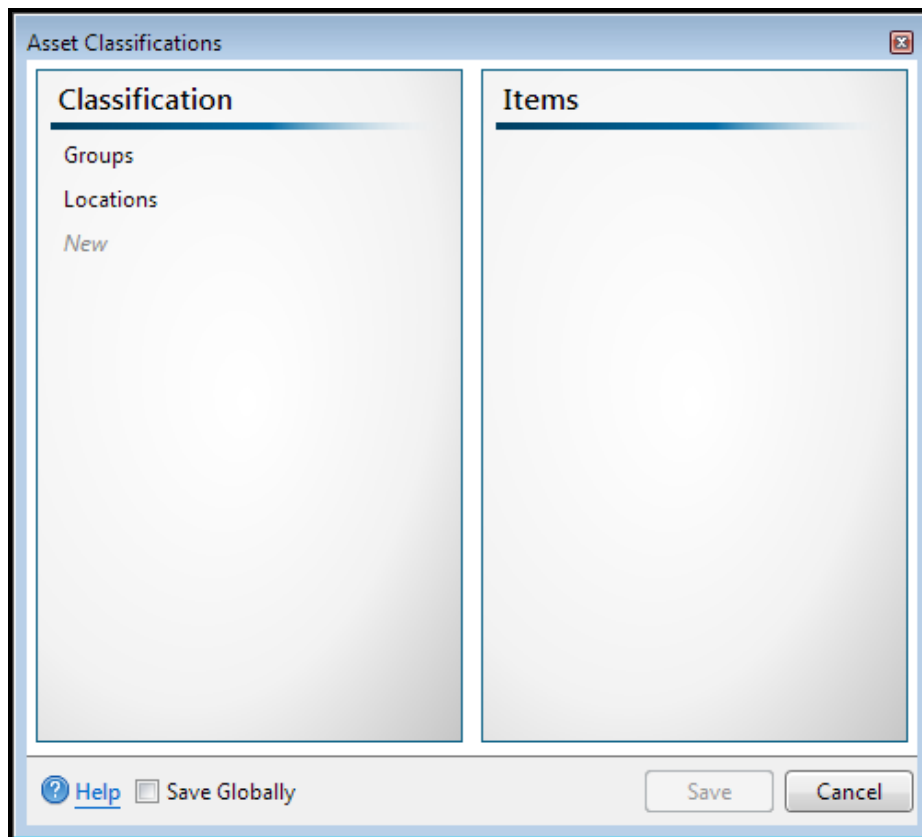 Asset Classifications
Classification
Groups
Locations
New
Items
Help
Save Globally
Save
Cancel